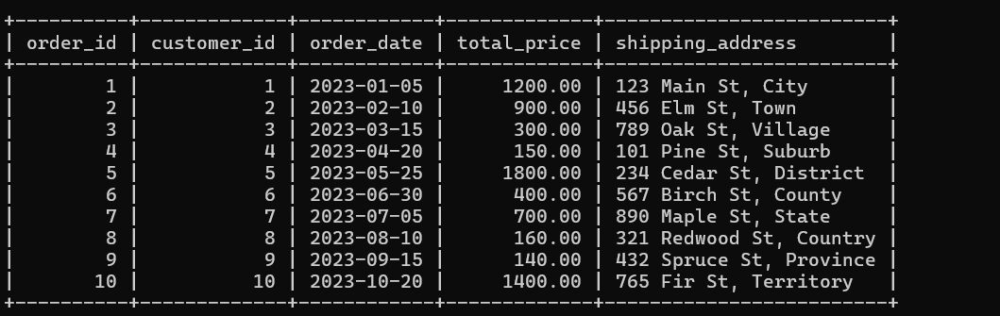 +----------+-------------+------------+-------------+--------------------------+
| order_id | customer_id | order_date | total_price | shipping_address         |
+----------+-------------+------------+-------------+--------------------------+
|        1 |           1 | 2023-01-05 |     1200.00 | 123 Main St, City        |
|        2 |           2 | 2023-02-10 |      900.00 | 456 Elm St, Town         |
|        3 |           3 | 2023-03-15 |      300.00 | 789 Oak St, Village      |
|        4 |           4 | 2023-04-20 |      150.00 | 101 Pine St, Suburb      |
|        5 |           5 | 2023-05-25 |     1800.00 | 234 Cedar St, District   |
|        6 |           6 | 2023-06-30 |      400.00 | 567 Birch St, County     |
|        7 |           7 | 2023-07-05 |      700.00 | 890 Maple St, State      |
|        8 |           8 | 2023-08-10 |      160.00 | 321 Redwood St, Country |
|        9 |           9 | 2023-09-15 |      140.00 | 432 Spruce St, Province |
|       10 |          10 | 2023-10-20 |     1400.00 | 765 Fir St, Territory    |
+----------+-------------+------------+-------------+--------------------------+